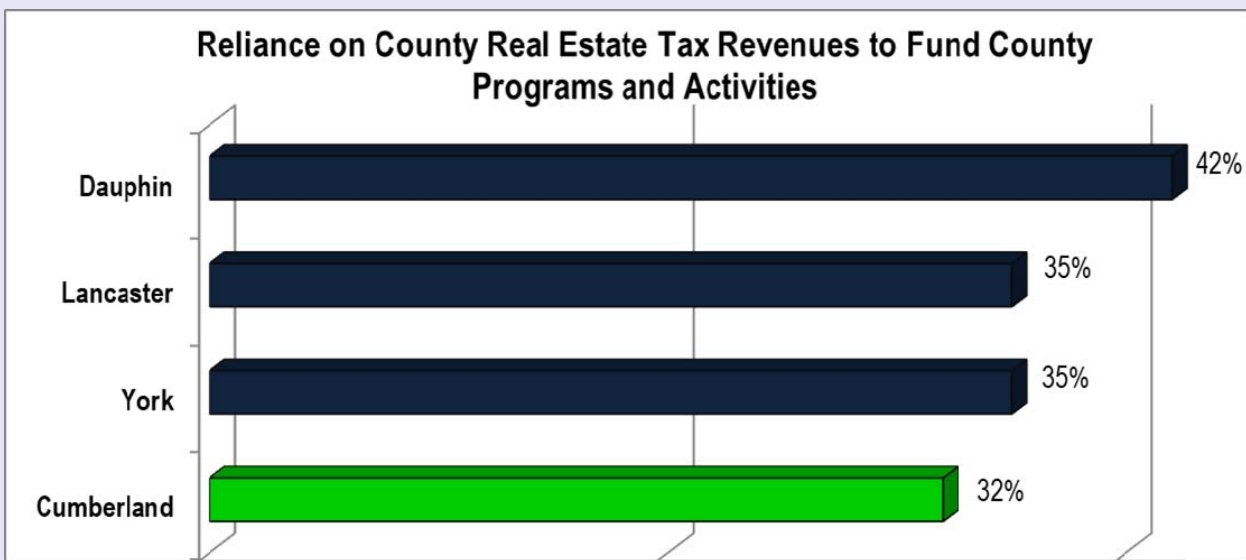 Reliance on County Real Estate Tax Revenues to Fund County
Programs and Activities
Dauphin
42%
Lancaster
35%
York
35%
Cumberland
32%